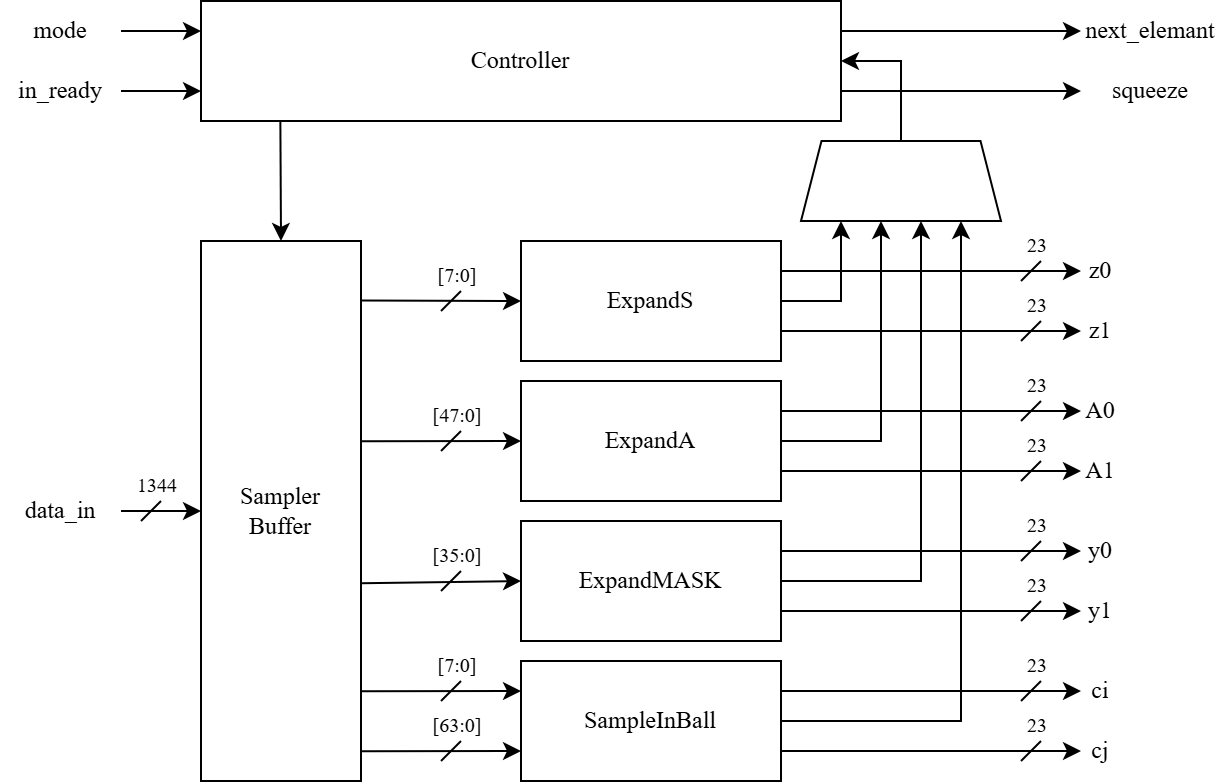 mode
next_elemant
Controller
in_ready
squeeze
[7:0]
23
z0
ExpandS
23
z1
[47:0]
23
A0
ExpandA
23
A1
1344
data_in
Sampler
Buffer
[35:0]
23
y0
ExpandMASK
23
y1
[7:0]
23
ci
SampleInBall
[63:0]
23
cj